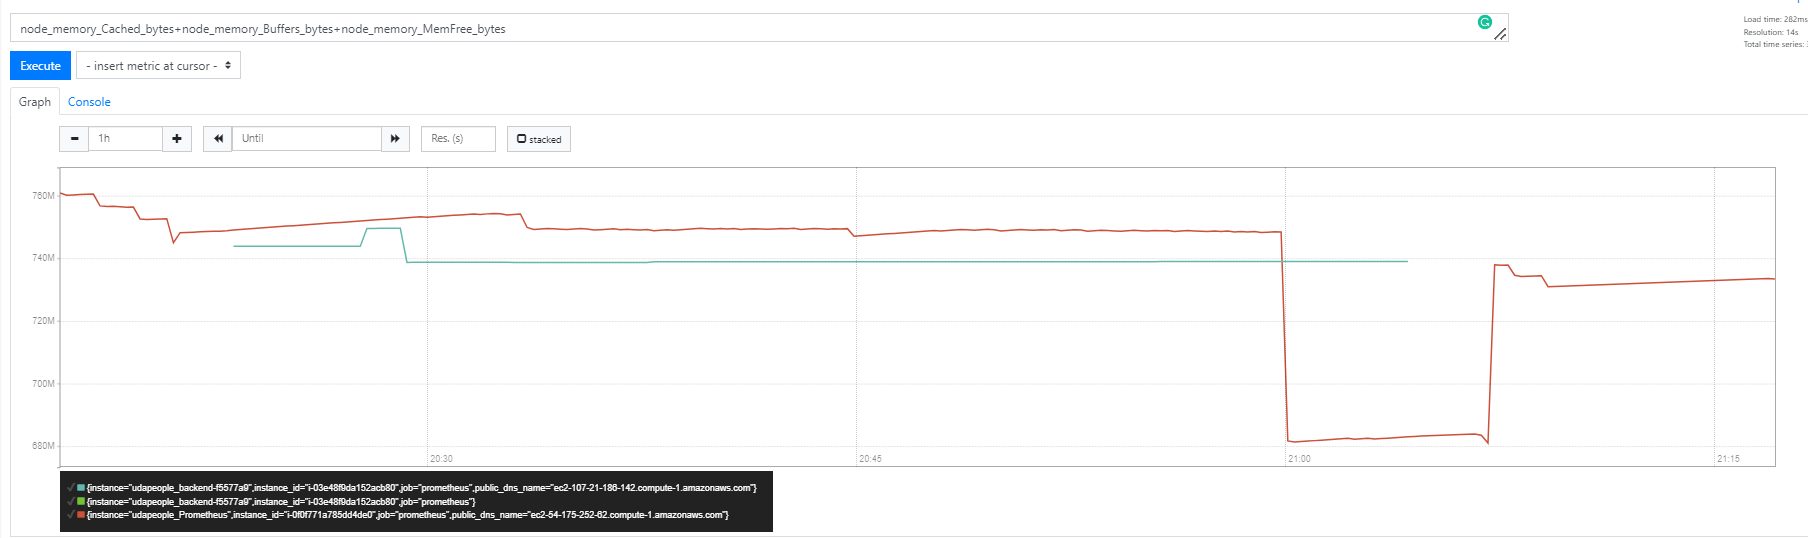 node_memory_Cached_bytes+node_memory_Buffers_bytes+node_memory_MemFree_bytes
Load time: 282ms
Resolution: 14s
Total time series:
Execute
- insert metric at cursor -
Graph
Console
1h
Until
Res. (s)
stacked
760M
740M
720M
700M
680M
20:30
20:45
21:00
21:15
{instance="udapeople_backend-f5577a9",instance_id="i-03e48f9da152acb80",job="prometheus",public_dns_name="ec2-107-21-186-142.compute-1.amazonaws.com"}
{instance="udapeople_backend-f5577a9",instance_id="i-03e48f9da152acb80",job="prometheus"}
{instance="udapeople_Prometheus",instance_id="i-0f0f771a785dd4de0",job="prometheus",public_dns_name="ec2-54-175-252-62.compute-1.amazonaws.com"}